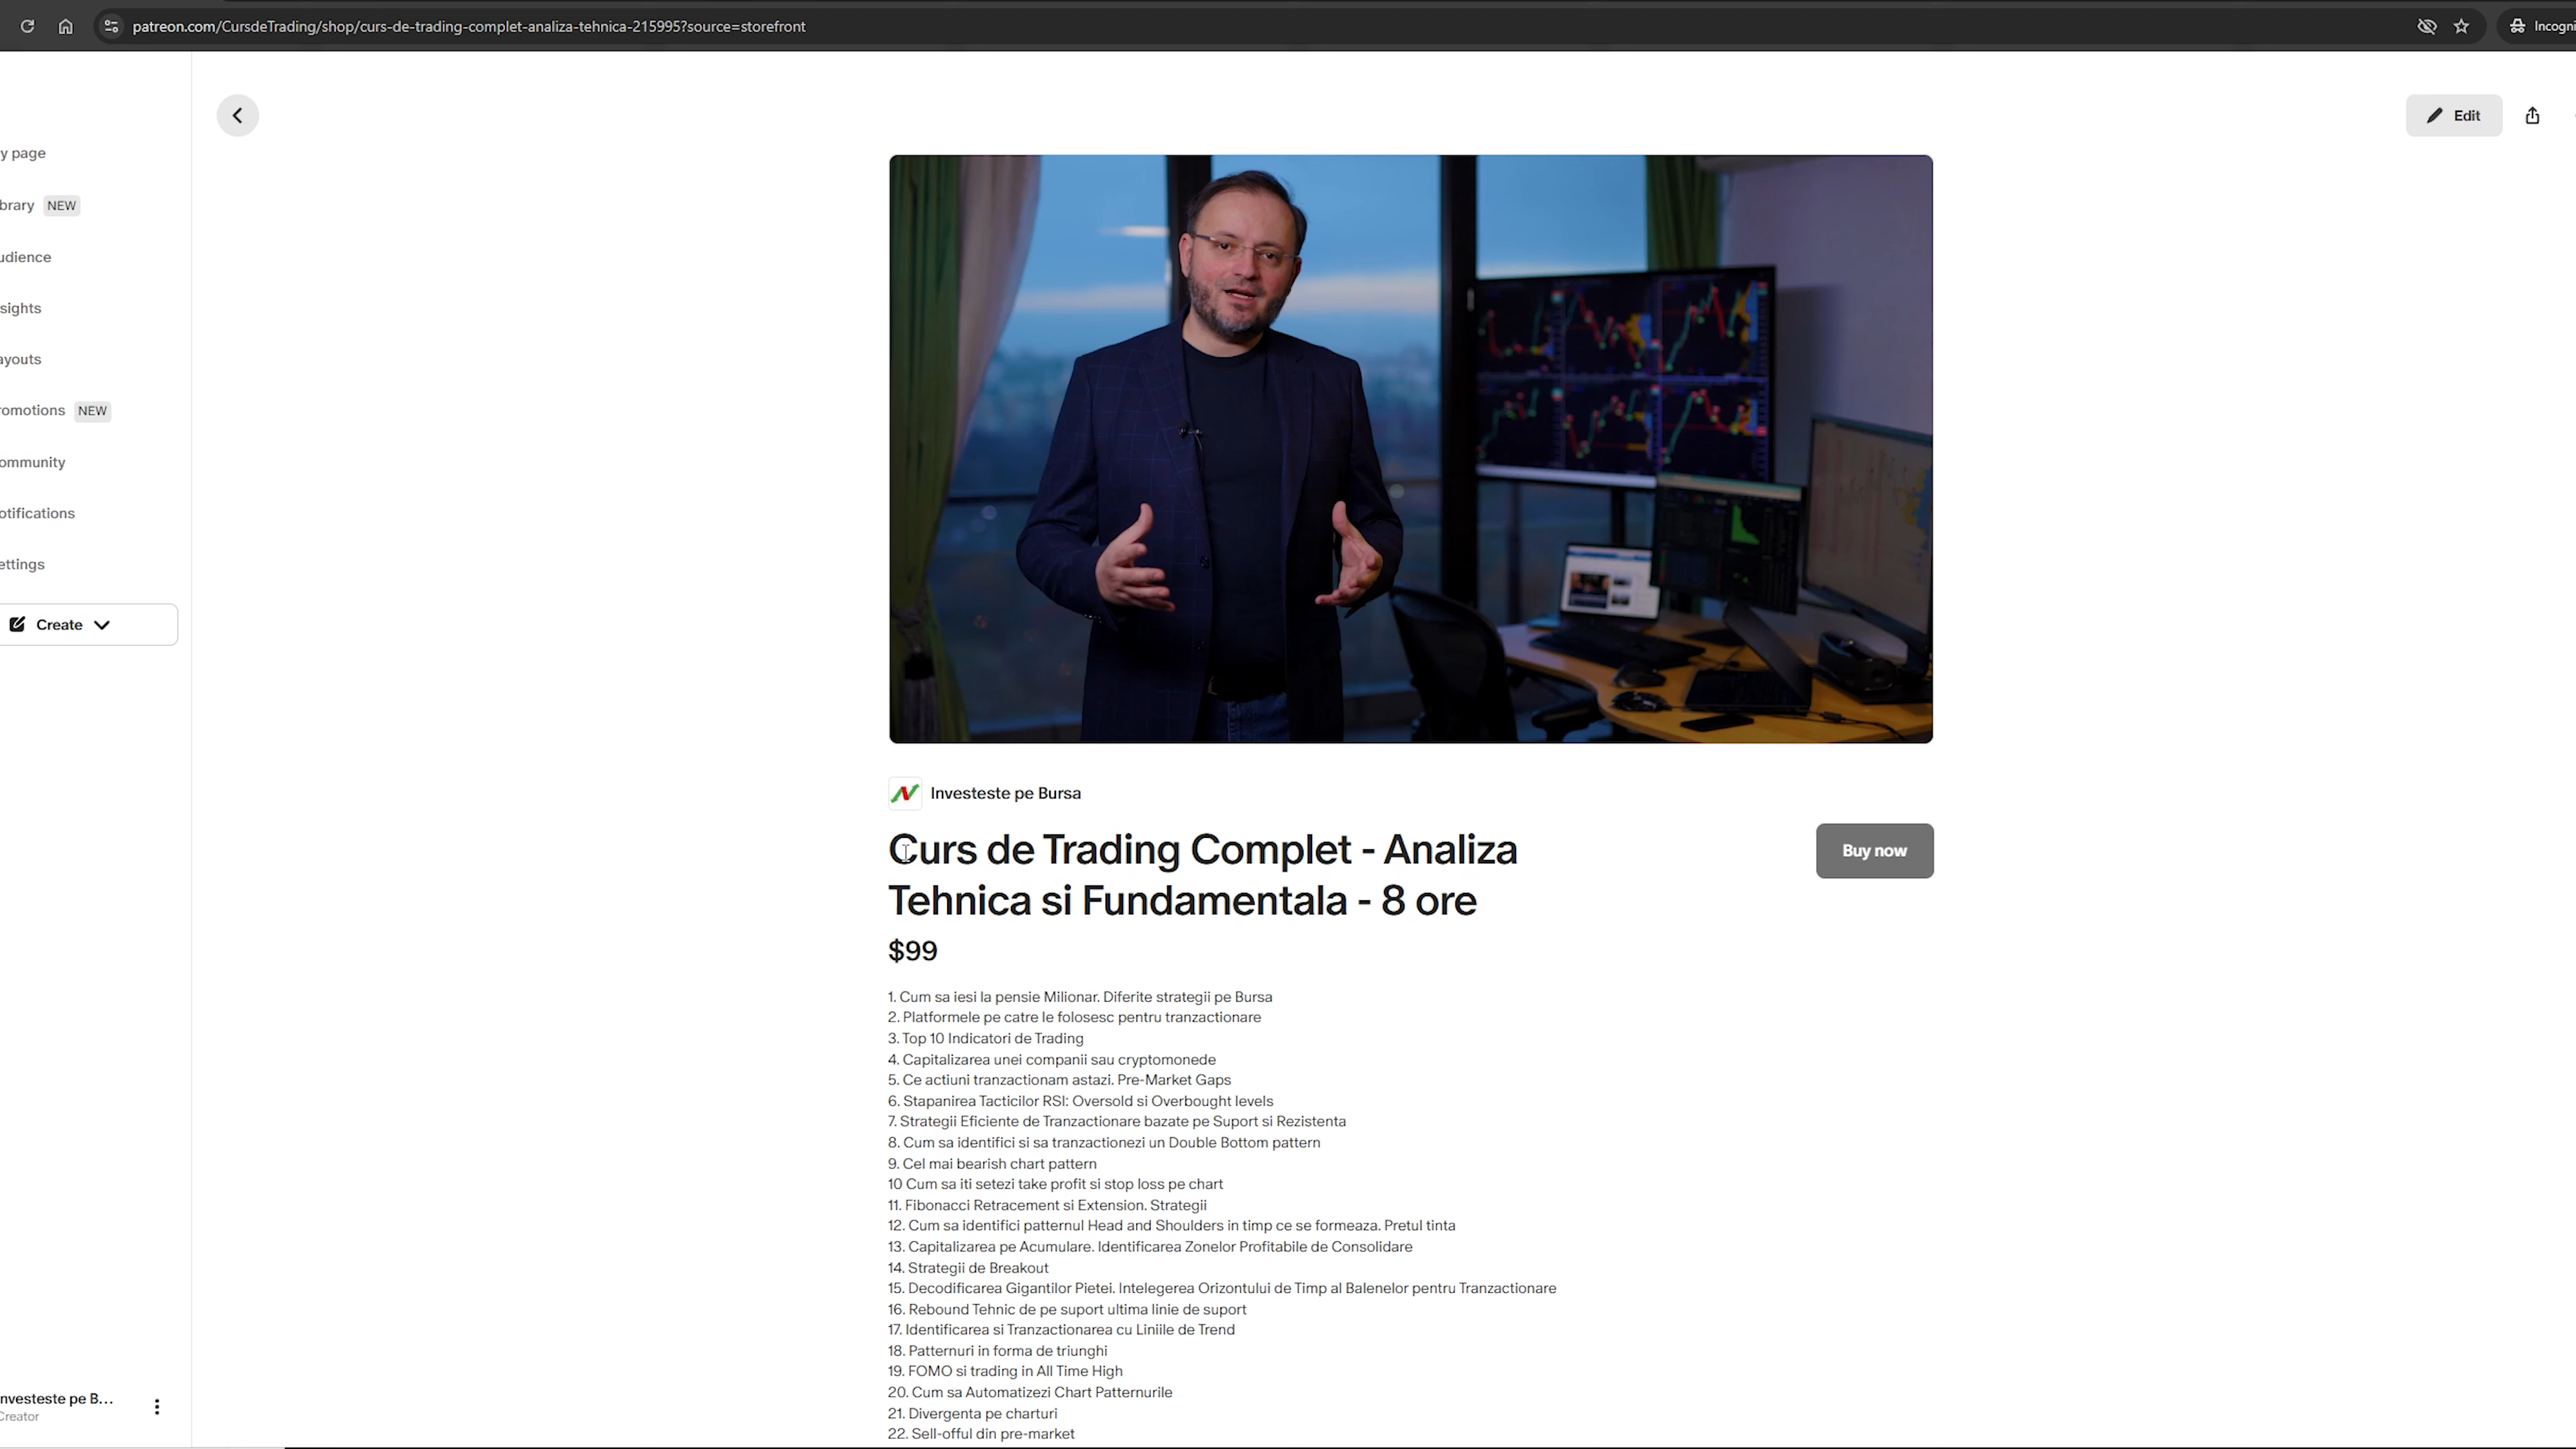 patreon.com/CursdeTrading/shop/curs-de-trading-complet-analiza-tehnica-215995?source=storefront
Incogni
Edit
y page
brary NEW
udience
sights
ayouts
romotions NEW
ommunity
otifications
ettings
Create
Investeste pe Bursa
Curs de Trading Complet - Analiza
Tehnica si Fundamentala - 8 ore
Buy now
$99
1. Cum sa iesi la pensie Milionar. Diferite strategii pe Bursa
2. Platformele pe catre le folosesc pentru tranzactionare
3. Top 10 Indicatori de Trading
4. Capitalizarea unei companii sau cryptomonede
5. Ce actiuni tranzactionam astazi. Pre-Market Gaps
6. Stapanirea Tacticilor RSI: Oversold si Overbought levels
7. Strategii Eficiente de Tranzactionare bazate pe Suport si Rezistenta
8. Cum sa identifici si sa tranzactionezi un Double Bottom pattern
9. Cel mai bearish chart pattern
10 Cum sa iti setezi take profit si stop loss pe chart
11. Fibonacci Retracement si Extension. Strategii
12. Cum sa identifici patternul Head and Shoulders in timp ce se formeaza. Pretul tinta
13. Capitalizarea pe Acumulare. Identificarea Zonelor Profitabile de Consolidare
14. Strategii de Breakout
15. Decodificarea Gigantilor Pietei. Intelegerea Orizontului de Timp al Balenelor pentru Tranzactionare
16. Rebound Tehnic de pe suport ultima linie de suport
17. Identificarea si Tranzactionarea cu Liniile de Trend
18. Patternuri in forma de triunghi
19. FOMO si trading in All Time High
20. Cum sa Automatizezi Chart Patternurile
21. Divergenta pe charturi
22. Sell-offul din pre-market
nvesteste pe B...
Creator